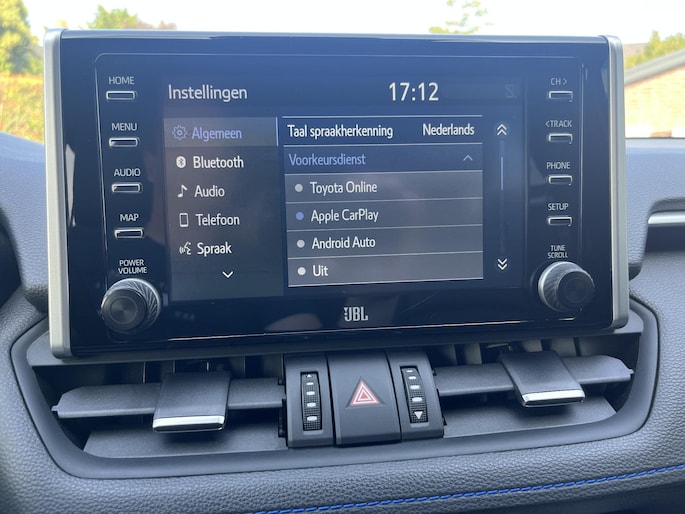 HOME
MENU
AUDIO
MAP
POWER
VOLUME
Instellingen 17:12
Algemeen
Bluetooth
Audio
Telefoon
Spraak
Taal spraakherkenning Nederlands
Voorkeursdienst
Toyota Online
Apple CarPlay
Android Auto
Uit
CH >
< TRACK
PHONE
SETUP
TUNE
SCROLL
JBL